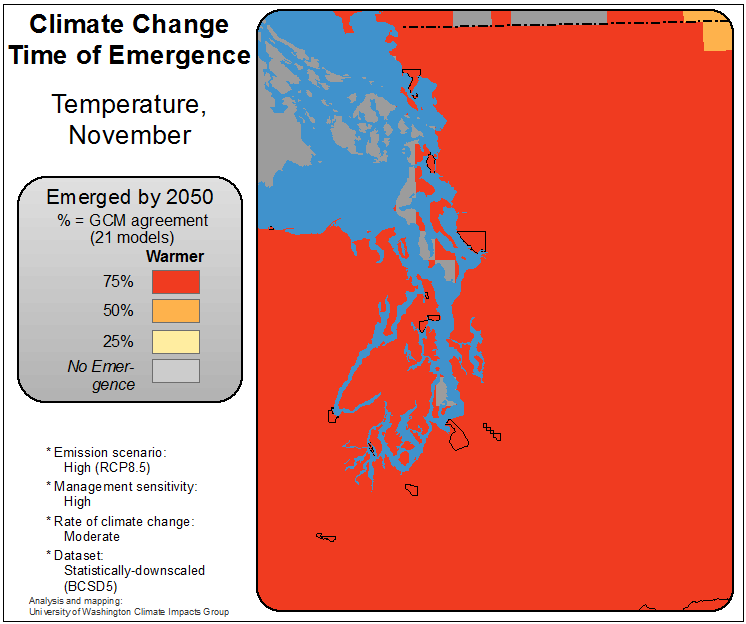 Climate Change
Time of Emergence
Temperature,
November
Emerged by 2050
% = GCM agreement
(21 models)
Warmer
75%
50%
25%
No Emer-
gence
* Emission scenario:
High (RCP8.5)
* Management sensitivity:
High
* Rate of climate change:
Moderate
* Dataset:
Statistically-downscaled
(BCSD5)
Analysis and mapping:
University of Washington Climate Impacts Group